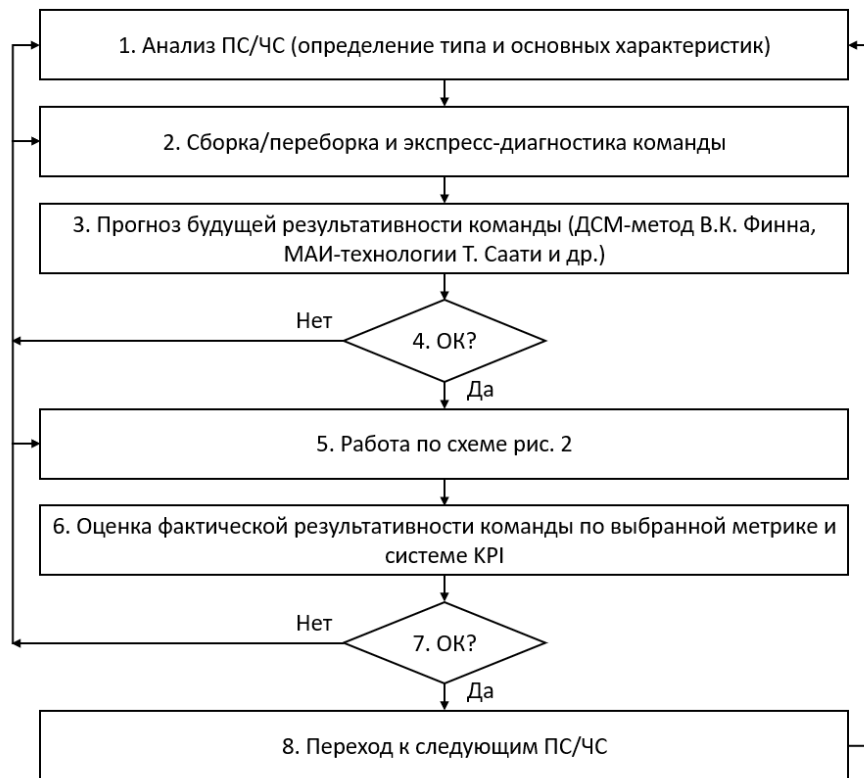 1. Анализ ПС/ЧС (определение типа и основных характеристик)
2. Сборка/переборка и экспресс-диагностика команды
3. Прогноз будущей результативности команды (ДСМ-метод В.К. Финна,
МАИ-технологии Т. Саати и др.)
Нет
4. ОК?
Да
5. Работа по схеме рис. 2
6. Оценка фактической результативности команды по выбранной метрике и
системе KPI
Нет
7. ОК?
Да
8. Переход к следующим ПС/ЧС